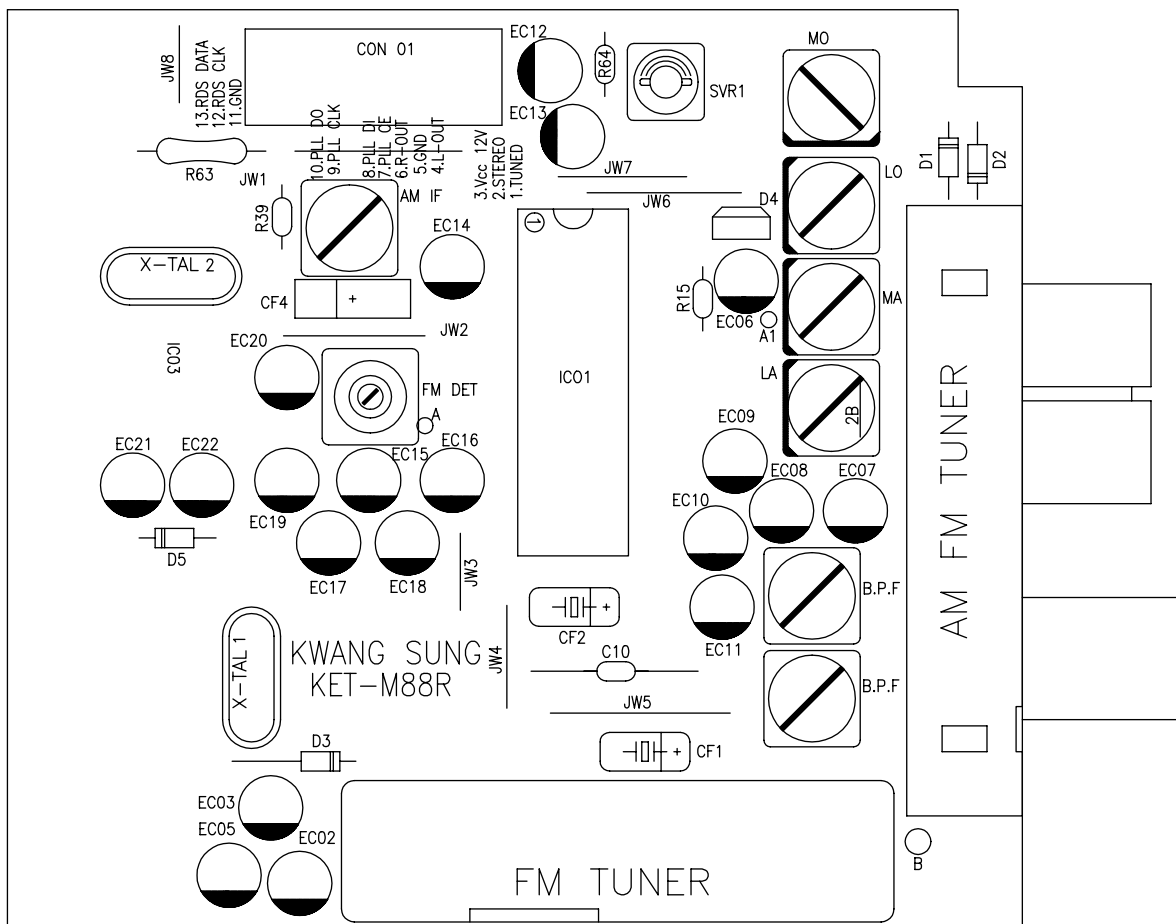 CON 01
JW8
13.RDS DATA
12.RDS CLK
11.GND
10.PLL DO
9.PLL CLK
8.PLL DI
7.PLL CE
6.R-OUT
5.GND
4.L-OUT
3.Vcc 12V
2.STEREO
1.TUNED
EC12
R64
SVR1
MO
EC13
R63
JW1
JW7
JW6
D1
D2
LO
AM IF
R39
EC14
1
D4
X-TAL 2
CF4
+
R15
EC06
A1
MA
JW2
EC20
IC03
FM DET
A
IC01
LA
2B
EC21
EC22
EC15
EC16
EC09
EC08
EC07
EC19
EC10
D5
EC17
EC18
JW3
AM FM TUNER
B.P.F
+
CF2
EC11
X-TAL 1
KWANG SUNG
KET-M88R
JW4
C10
B.P.F
JW5
D3
+
CF1
EC03
EC05
EC02
FM TUNER
B